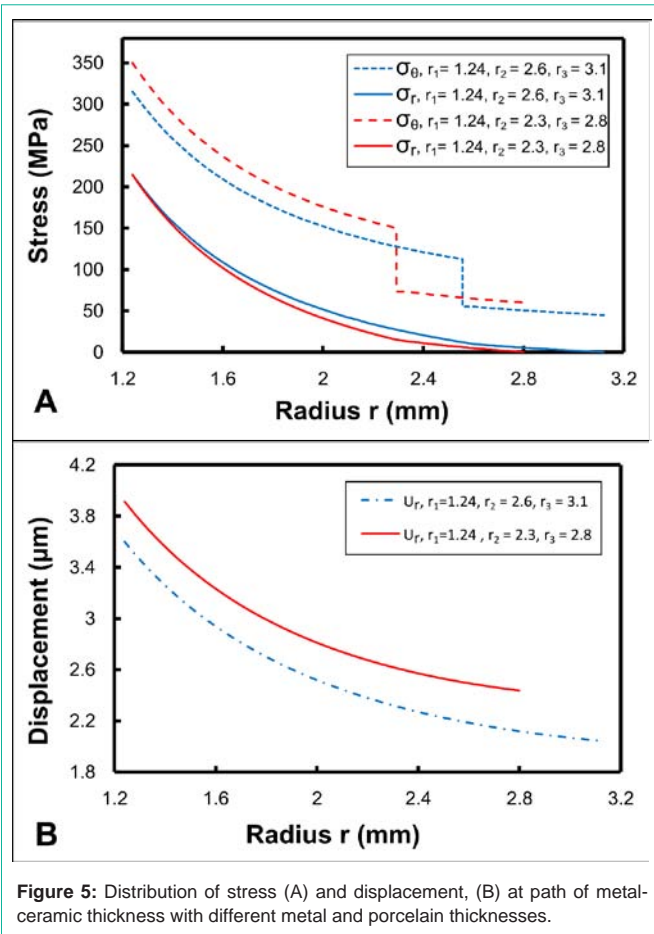 350
300
250
200
150
100
50
0
Stress (MPa)
σθ, r₁= 1.24, r₂ = 2.6, r₃ = 3.1
σr, r₁= 1.24, r₂ = 2.6, r₃ = 3.1
σθ, r₁ = 1.24, r₂ = 2.3, r₃ = 2.8
σr, r₁ = 1.24, r₂ = 2.3, r₃ = 2.8
1.2 1.6 2 2.4 2.8 3.2
A
Radius r (mm)
4.2
3.8
3.4
3
2.6
2.2
1.8
Displacement (μm)
Ur, r₁=1.24, r₂ = 2.6, r₃ = 3.1
Ur, r₁=1.24 , r₂ = 2.3, r₃ = 2.8
1.2 1.6 2 2.4 2.8 3.2
B
Radius r (mm)
Figure 5: Distribution of stress (A) and displacement, (B) at path of metal-
ceramic thickness with different metal and porcelain thicknesses.